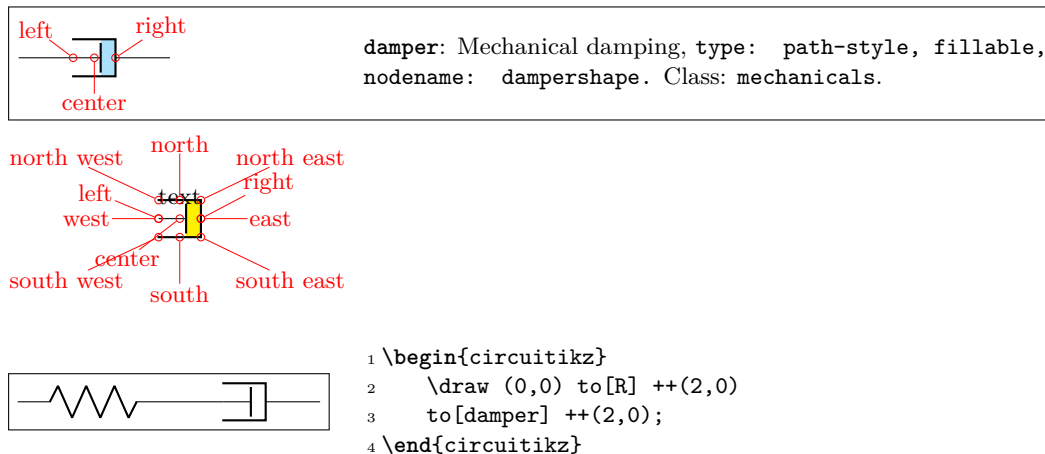 left
right
center
damper: Mechanical damping, type: path-style, fillable,
nodename: dampershape. Class: mechanicals.
north west north north east
text
left right
west east
center
south west south south east
1 \begin{circuitikz}
2 \draw (0,0) to[R] ++(2,0)
3 to[damper] ++(2,0);
4 \end{circuitikz}